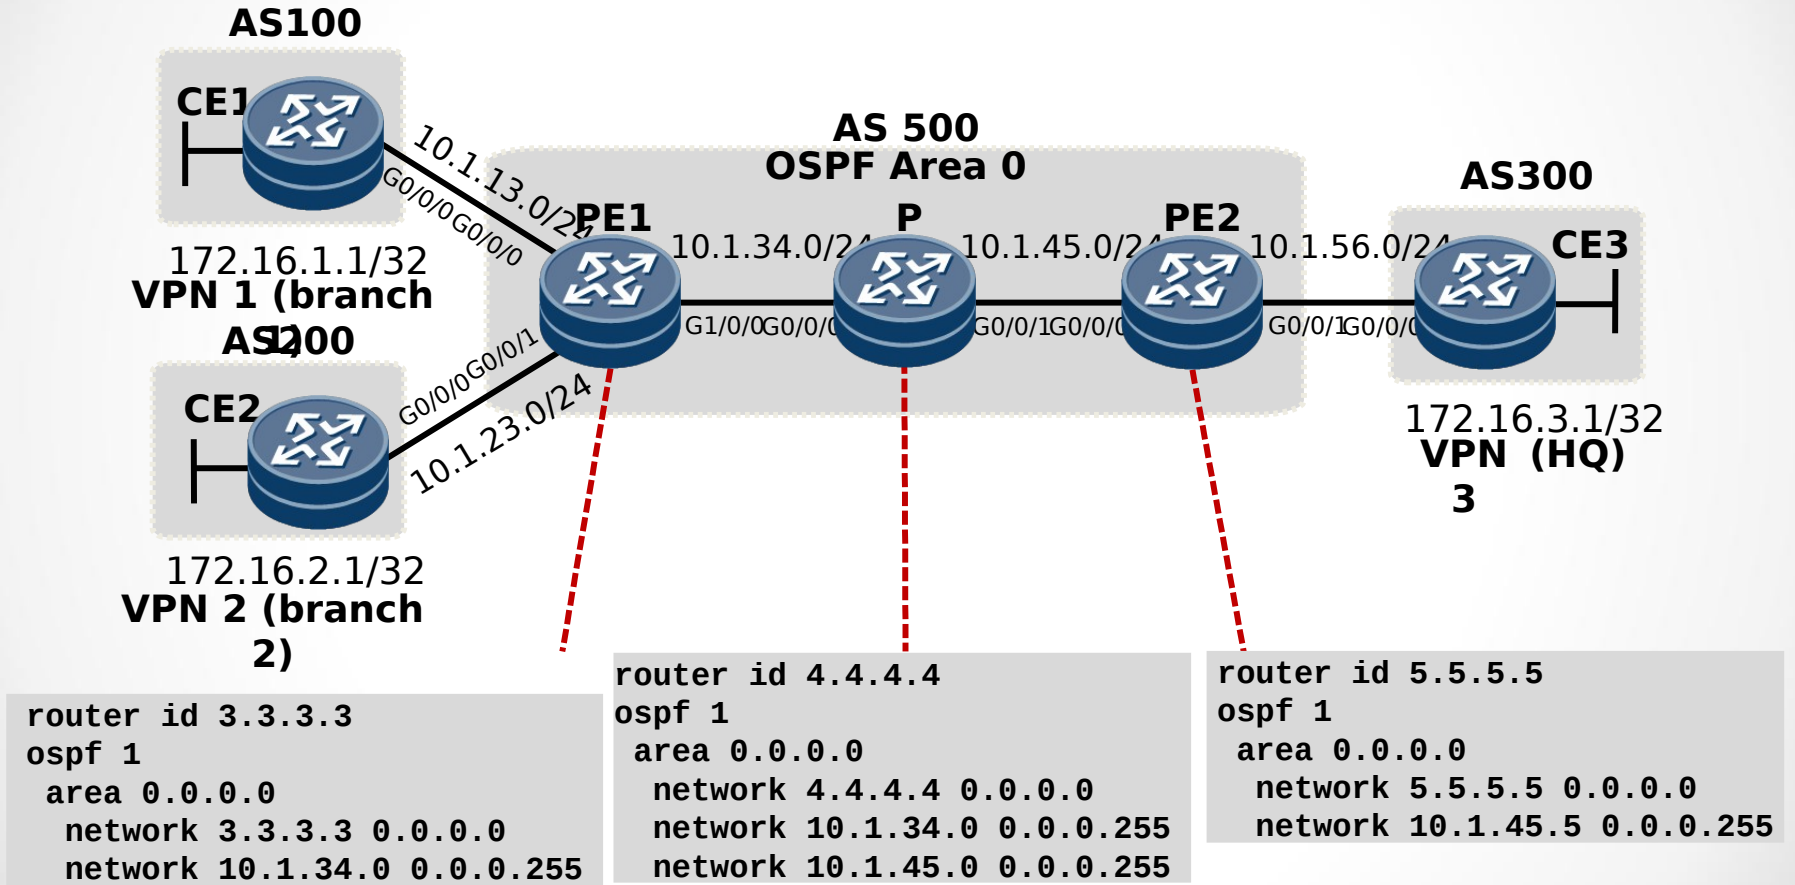 AS100
CE1
10.1.13.0/24
G0/0/0
G0/0/0
172.16.1.1/32
VPN 1 (branch
1)
AS200
CE2
G0/0/0
G0/0/1
10.1.23.0/24
172.16.2.1/32
VPN 2 (branch
2)
AS 500
OSPF Area 0
PE1
P
PE2
10.1.34.0/24
10.1.45.0/24
10.1.56.0/24
G1/0/0
G0/0/0
G0/0/1
G0/0/0
G0/0/1
G0/0/0
AS300
CE3
172.16.3.1/32
VPN (HQ)
3
router id 3.3.3.3
ospf 1
area 0.0.0.0
network 3.3.3.3 0.0.0.0
network 10.1.34.0 0.0.0.255
router id 4.4.4.4
ospf 1
area 0.0.0.0
network 4.4.4.4 0.0.0.0
network 10.1.34.0 0.0.0.255
network 10.1.45.0 0.0.0.255
router id 5.5.5.5
ospf 1
area 0.0.0.0
network 5.5.5.5 0.0.0.0
network 10.1.45.5 0.0.0.255